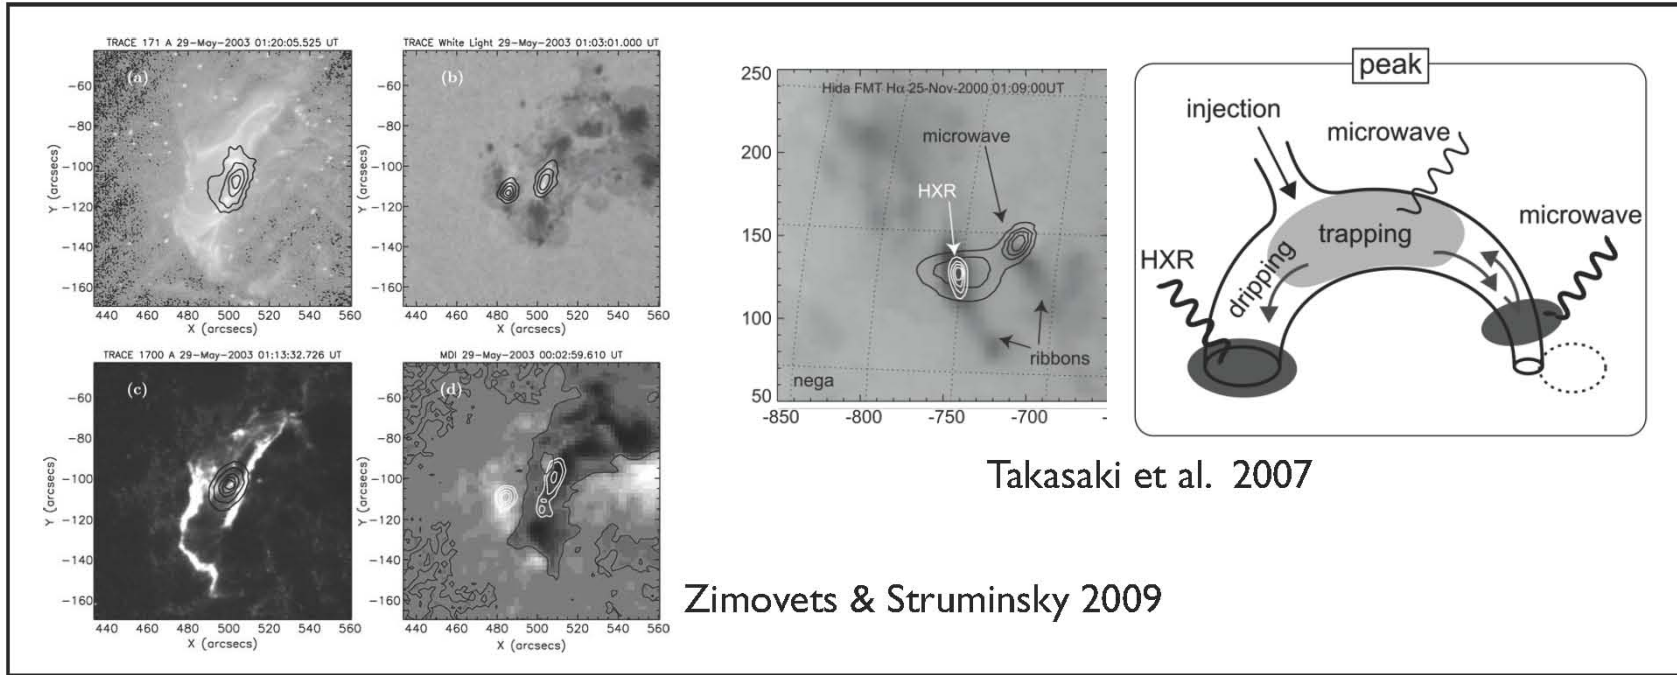 TRACE 171 A 29-May-2003 01:20:05.525 UT
(a)
-60
-80
-100
-120
-140
-160
Y (arcsecs)
440 460 480 500 520 540 560
X (arcsecs)
TRACE White Light 29-May-2003 01:03:01.000 UT
(b)
-60
-80
-100
-120
-140
-160
Y (arcsecs)
440 460 480 500 520 540 560
X (arcsecs)
TRACE 1700 A 29-May-2003 01:13:32.726 UT
(c)
-60
-80
-100
-120
-140
-160
Y (arcsecs)
440 460 480 500 520 540 560
X (arcsecs)
MDI 29-May-2003 00:02:59.610 UT
(d)
-60
-80
-100
-120
-140
-160
Y (arcsecs)
440 460 480 500 520 540 560
X (arcsecs)
Zimovets & Struminsky 2009
Hida FMT Hα 25-Nov-2000 01:09:00UT
250
200
150
100
50
microwave
HXR
ribbons
nega
-850 -800 -750 -700
peak
injection
microwave
microwave
trapping
HXR
dripping
Takasaki et al. 2007